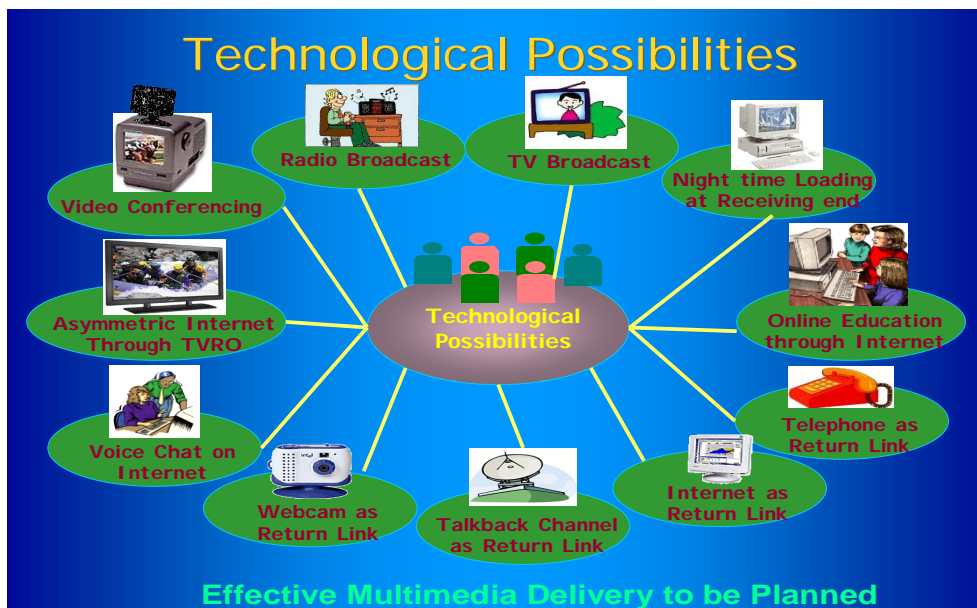 Technological Possibilities
Radio Broadcast
TV Broadcast
Night time Loading
at Receiving end
Video Conferencing
Technological
Possibilities
Asymmetric Internet
Through TVRO
Online Education
through Internet
Voice Chat on
Internet
Telephone as
Return Link
Webcam as
Return Link
Talkback Channel
as Return Link
Internet as
Return Link
Effective Multimedia Delivery to be Planned